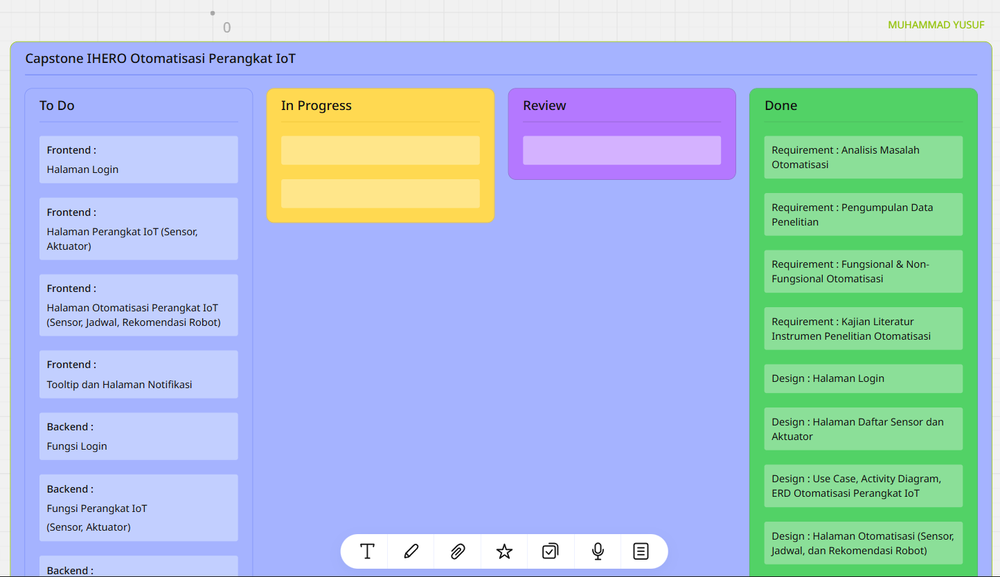 0
MUHAMMAD YUSUF
Capstone IHERO Otomatisasi Perangkat IoT
To Do
Frontend :
Halaman Login
Frontend :
Halaman Perangkat IoT (Sensor,
Aktuator)
Frontend :
Halaman Otomatisasi Perangkat IoT
(Sensor, Jadwal, Rekomendasi Robot)
Frontend :
Tooltip dan Halaman Notifikasi
Backend :
Fungsi Login
Backend :
Fungsi Perangkat IoT
(Sensor, Aktuator)
Backend :
In Progress
Review
Done
Requirement : Analisis Masalah
Otomatisasi
Requirement : Pengumpulan Data
Penelitian
Requirement : Fungsional & Non-
Fungsional Otomatisasi
Requirement : Kajian Literatur
Instrumen Penelitian Otomatisasi
Design : Halaman Login
Design : Halaman Daftar Sensor dan
Aktuator
Design : Use Case, Activity Diagram,
ERD Otomatisasi Perangkat IoT
Design : Halaman Otomatisasi (Sensor,
Jadwal, dan Rekomendasi Robot)